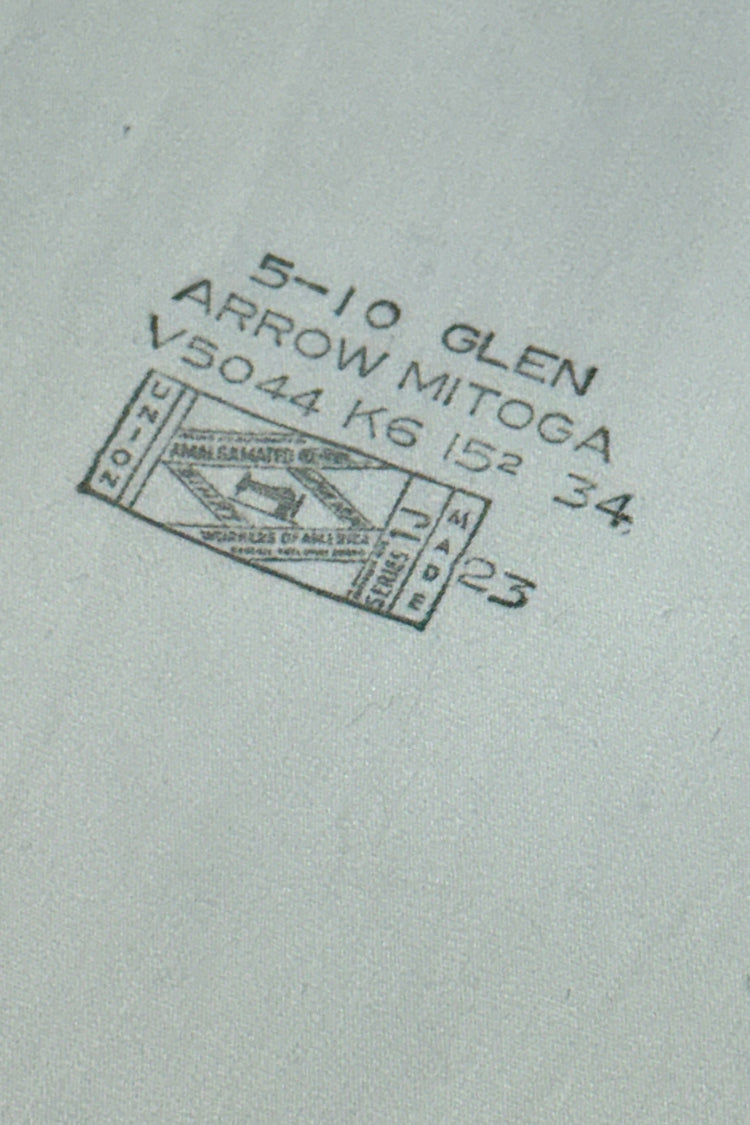 5-10 GLEN
ARROW MITOGA
V5044 K6 15² 34
UNION
AMALGAMATED
WORKERS OF AMERICA
SERIES 1J
MADE
23